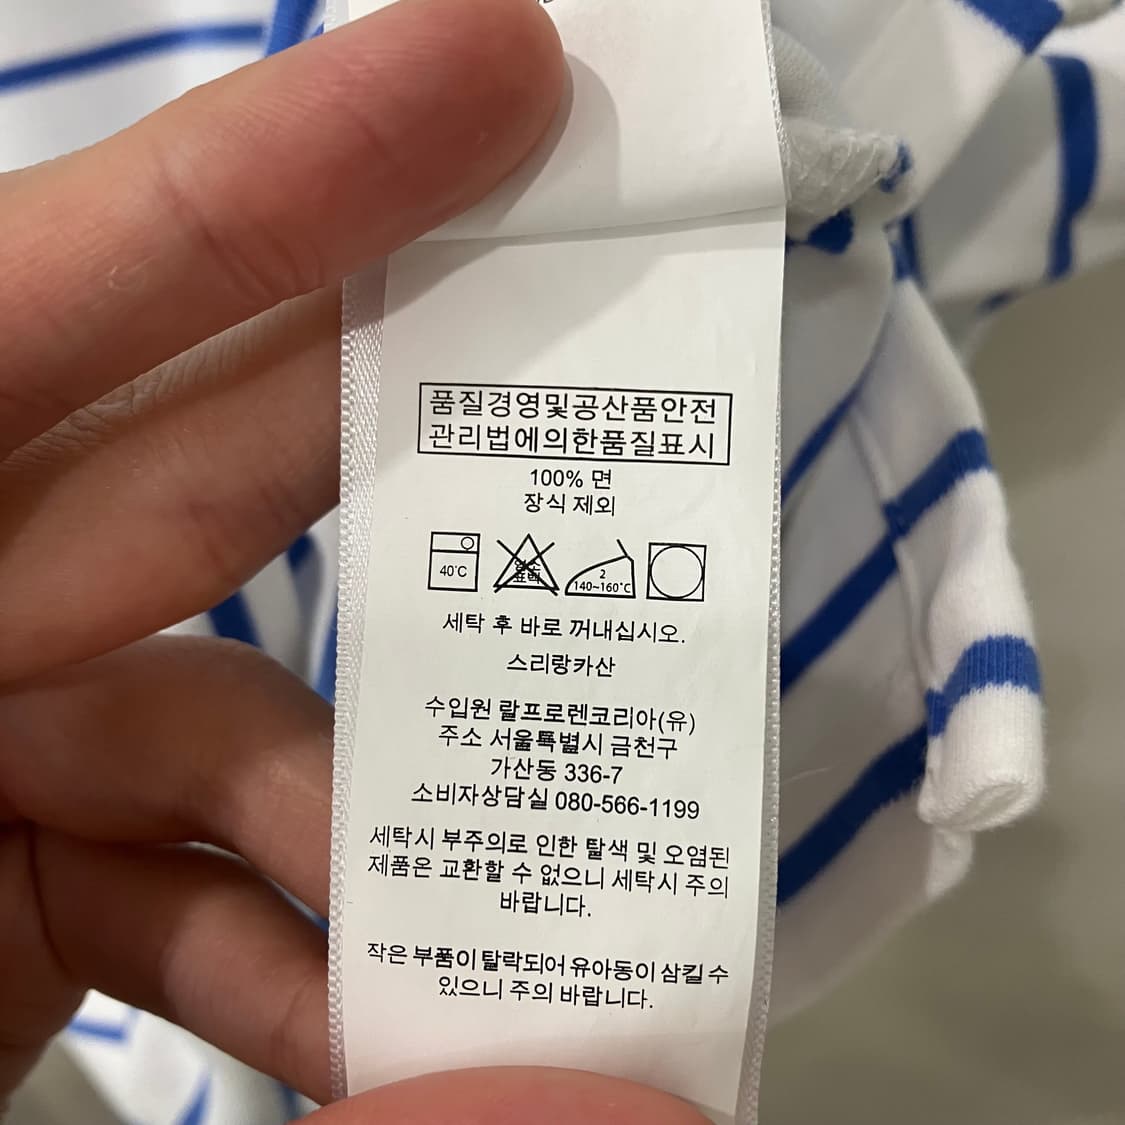 품질경영및공산품안전
관리법에의한품질표시
100% 면
장식 제외
40˚C
염소
표백
2
140~160˚C
세탁 후 바로 꺼내십시오.
스리랑카산
수입원 랄프로렌코리아(유)
주소 서울특별시 금천구
가산동 336-7
소비자상담실 080-566-1199
세탁시 부주의로 인한 탈색 및 오염된
제품은 교환할 수 없으니 세탁시 주의
바랍니다.
작은 부품이 탈락되어 유아동이 삼킬 수
있으니 주의 바랍니다.